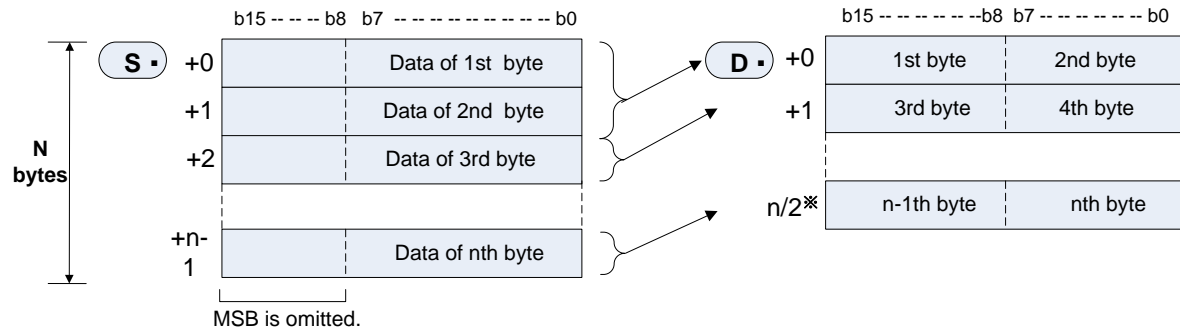 b15 -- -- -- -- b8 b7 -- -- -- -- -- -- -- -- -- b0
S · +0 Data of 1st byte
+1 Data of 2nd byte
+2 Data of 3rd byte
+n-1 Data of nth byte
N bytes
MSB is omitted.
b15 -- -- -- -- --b8 b7 -- -- -- -- -- -- b0
D · +0 1st byte 2nd byte
+1 3rd byte 4th byte
n/2※ n-1th byte nth byte